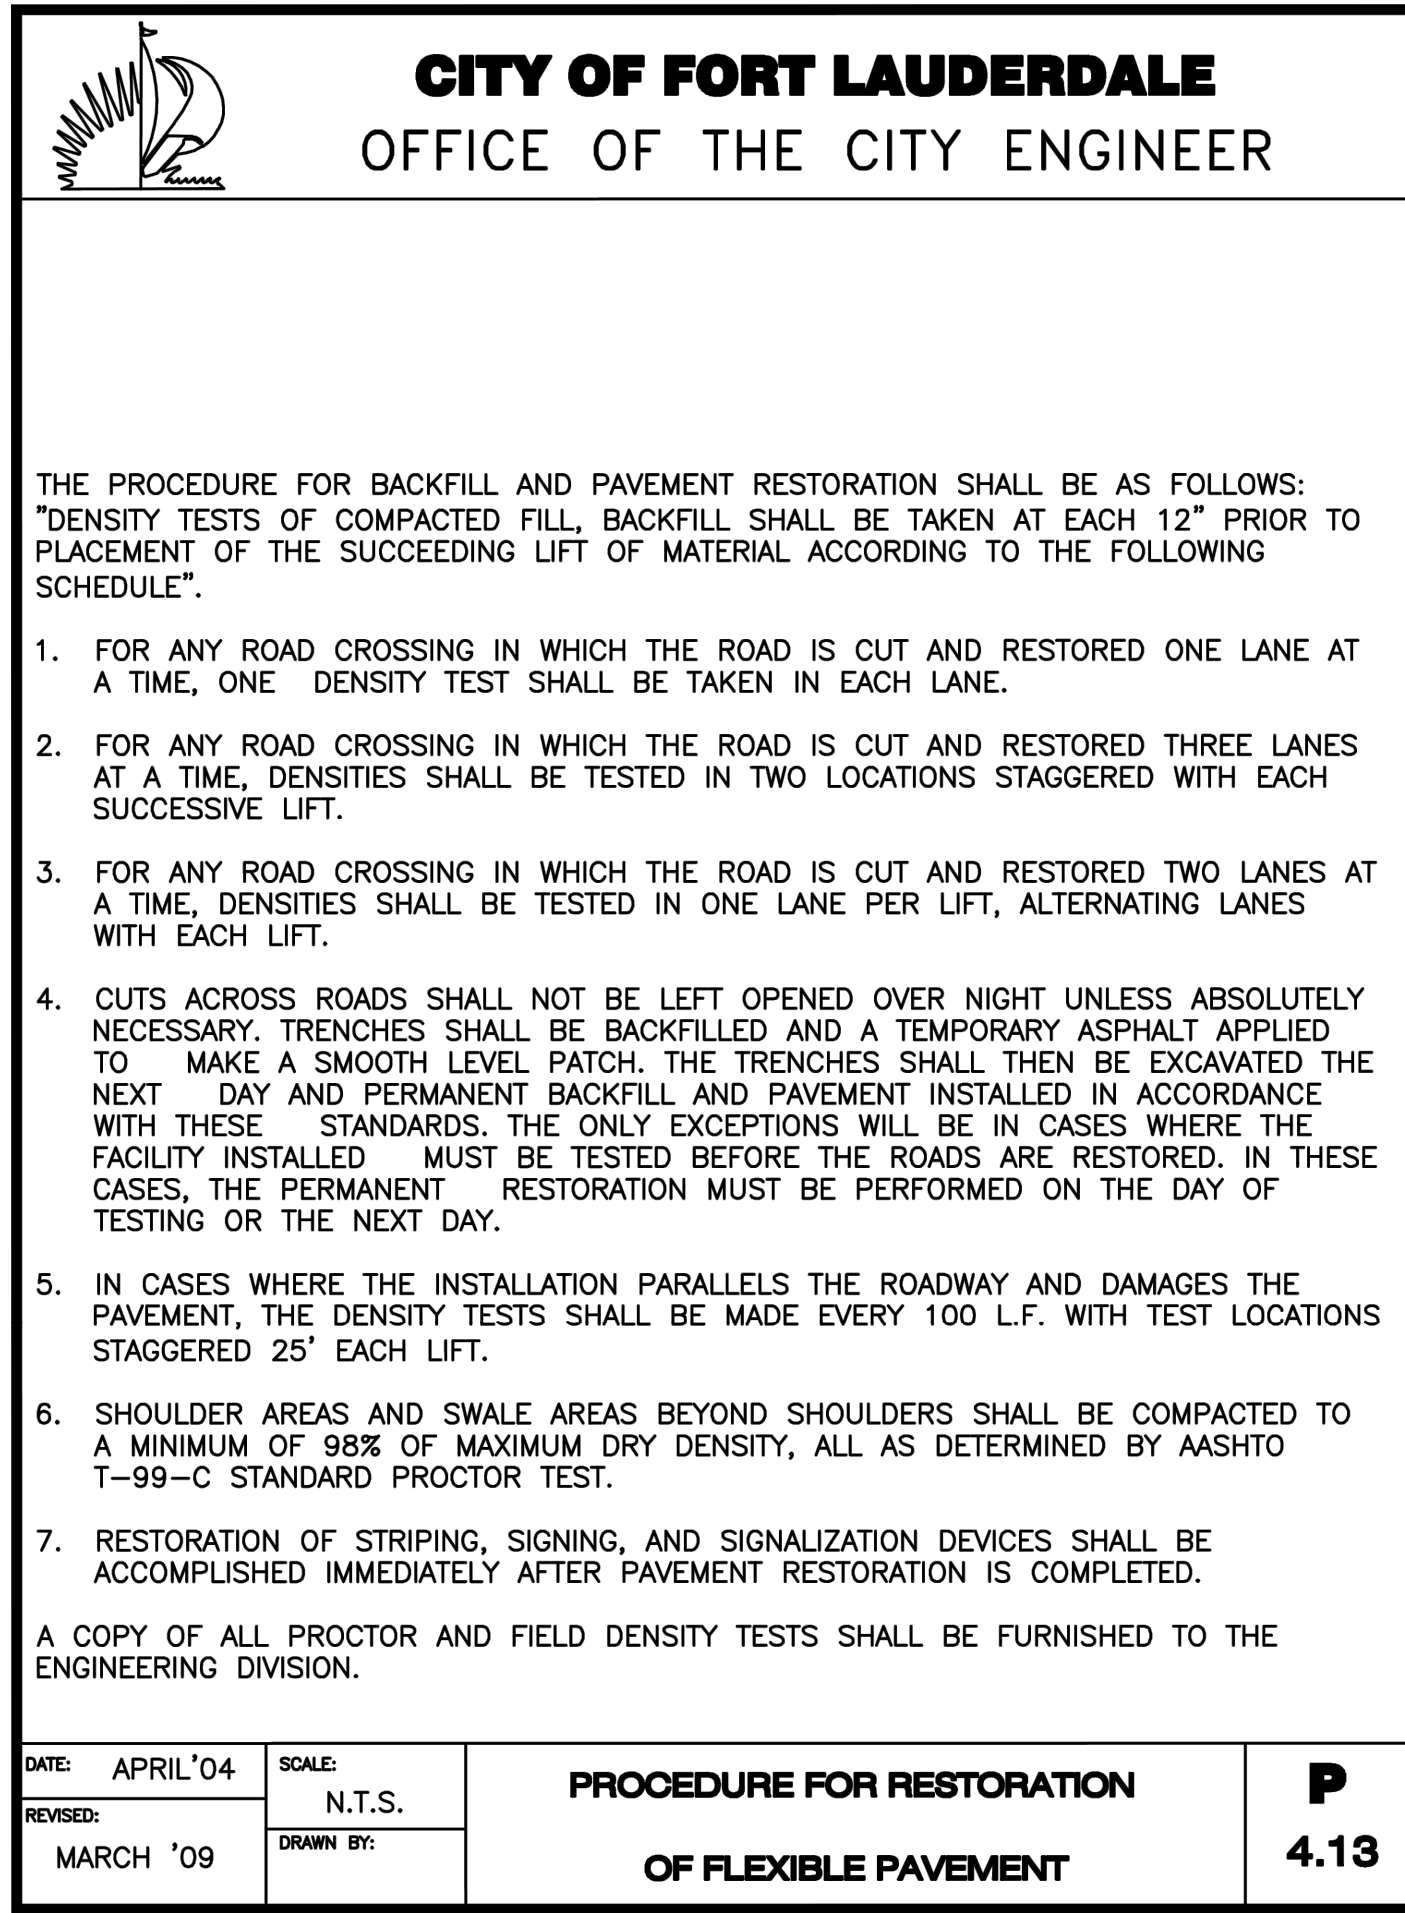 CITY OF FORT LAUDERDALE
OFFICE OF THE CITY ENGINEER
THE PROCEDURE FOR BACKFILL AND PAVEMENT RESTORATION SHALL BE AS FOLLOWS:
"DENSITY TESTS OF COMPACTED FILL, BACKFILL SHALL BE TAKEN AT EACH 12" PRIOR TO
PLACEMENT OF THE SUCCEEDING LIFT OF MATERIAL ACCORDING TO THE FOLLOWING
SCHEDULE".
1. FOR ANY ROAD CROSSING IN WHICH THE ROAD IS CUT AND RESTORED ONE LANE AT
A TIME, ONE DENSITY TEST SHALL BE TAKEN IN EACH LANE.
2. FOR ANY ROAD CROSSING IN WHICH THE ROAD IS CUT AND RESTORED THREE LANES
AT A TIME, DENSITIES SHALL BE TESTED IN TWO LOCATIONS STAGGERED WITH EACH
SUCCESSIVE LIFT.
3. FOR ANY ROAD CROSSING IN WHICH THE ROAD IS CUT AND RESTORED TWO LANES AT
A TIME, DENSITIES SHALL BE TESTED IN ONE LANE PER LIFT, ALTERNATING LANES
WITH EACH LIFT.
4. CUTS ACROSS ROADS SHALL NOT BE LEFT OPENED OVER NIGHT UNLESS ABSOLUTELY
NECESSARY. TRENCHES SHALL BE BACKFILLED AND A TEMPORARY ASPHALT APPLIED
TO MAKE A SMOOTH LEVEL PATCH. THE TRENCHES SHALL THEN BE EXCAVATED THE
NEXT DAY AND PERMANENT BACKFILL AND PAVEMENT INSTALLED IN ACCORDANCE
WITH THESE STANDARDS. THE ONLY EXCEPTIONS WILL BE IN CASES WHERE THE
FACILITY INSTALLED MUST BE TESTED BEFORE THE ROADS ARE RESTORED. IN THESE
CASES, THE PERMANENT RESTORATION MUST BE PERFORMED ON THE DAY OF
TESTING OR THE NEXT DAY.
5. IN CASES WHERE THE INSTALLATION PARALLELS THE ROADWAY AND DAMAGES THE
PAVEMENT, THE DENSITY TESTS SHALL BE MADE EVERY 100 L.F. WITH TEST LOCATIONS
STAGGERED 25' EACH LIFT.
6. SHOULDER AREAS AND SWALE AREAS BEYOND SHOULDERS SHALL BE COMPACTED TO
A MINIMUM OF 98% OF MAXIMUM DRY DENSITY, ALL AS DETERMINED BY AASHTO
T-99-C STANDARD PROCTOR TEST.
7. RESTORATION OF STRIPING, SIGNING, AND SIGNALIZATION DEVICES SHALL BE
ACCOMPLISHED IMMEDIATELY AFTER PAVEMENT RESTORATION IS COMPLETED.
A COPY OF ALL PROCTOR AND FIELD DENSITY TESTS SHALL BE FURNISHED TO THE
ENGINEERING DIVISION.
DATE: APRIL'04
REVISED:
MARCH '09
SCALE:
N.T.S.
DRAWN BY:
PROCEDURE FOR RESTORATION
OF FLEXIBLE PAVEMENT
P
4.13